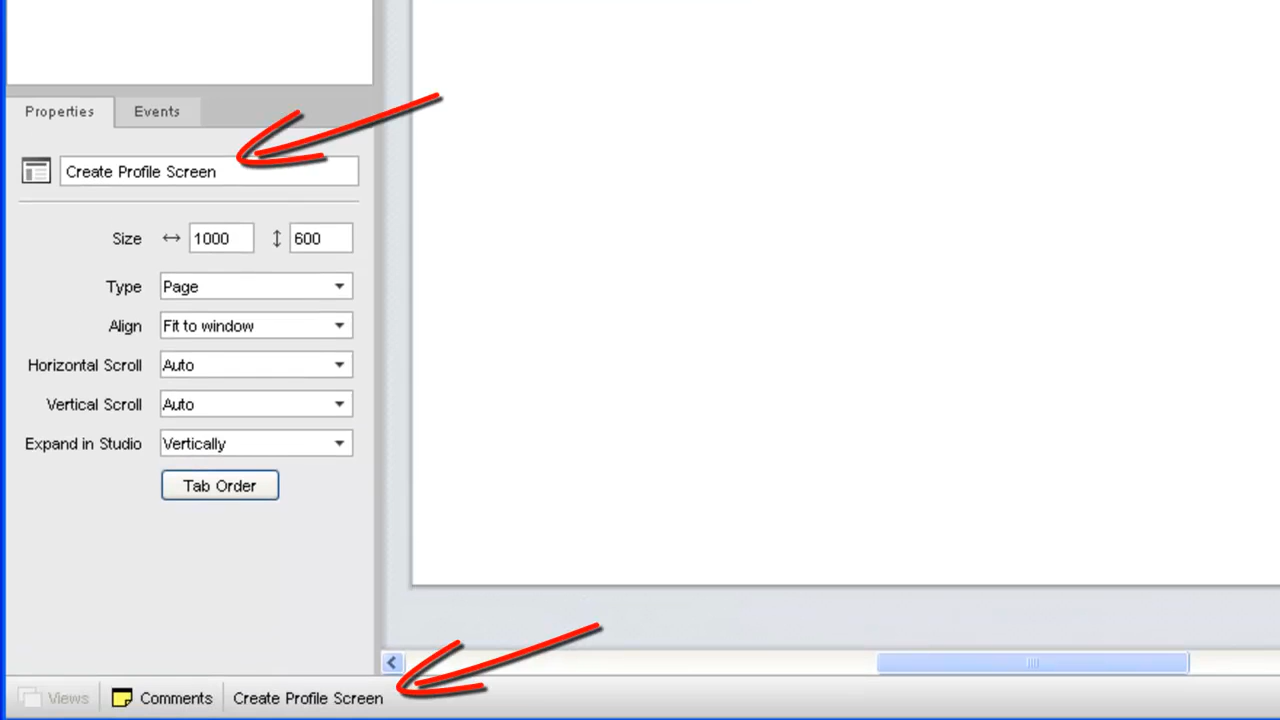 Properties Events
Create Profile Screen
Size 1000 600
Type Page
Align Fit to window
Horizontal Scroll Auto
Vertical Scroll Auto
Expand in Studio Vertically
Tab Order
Views Comments Create Profile Screen